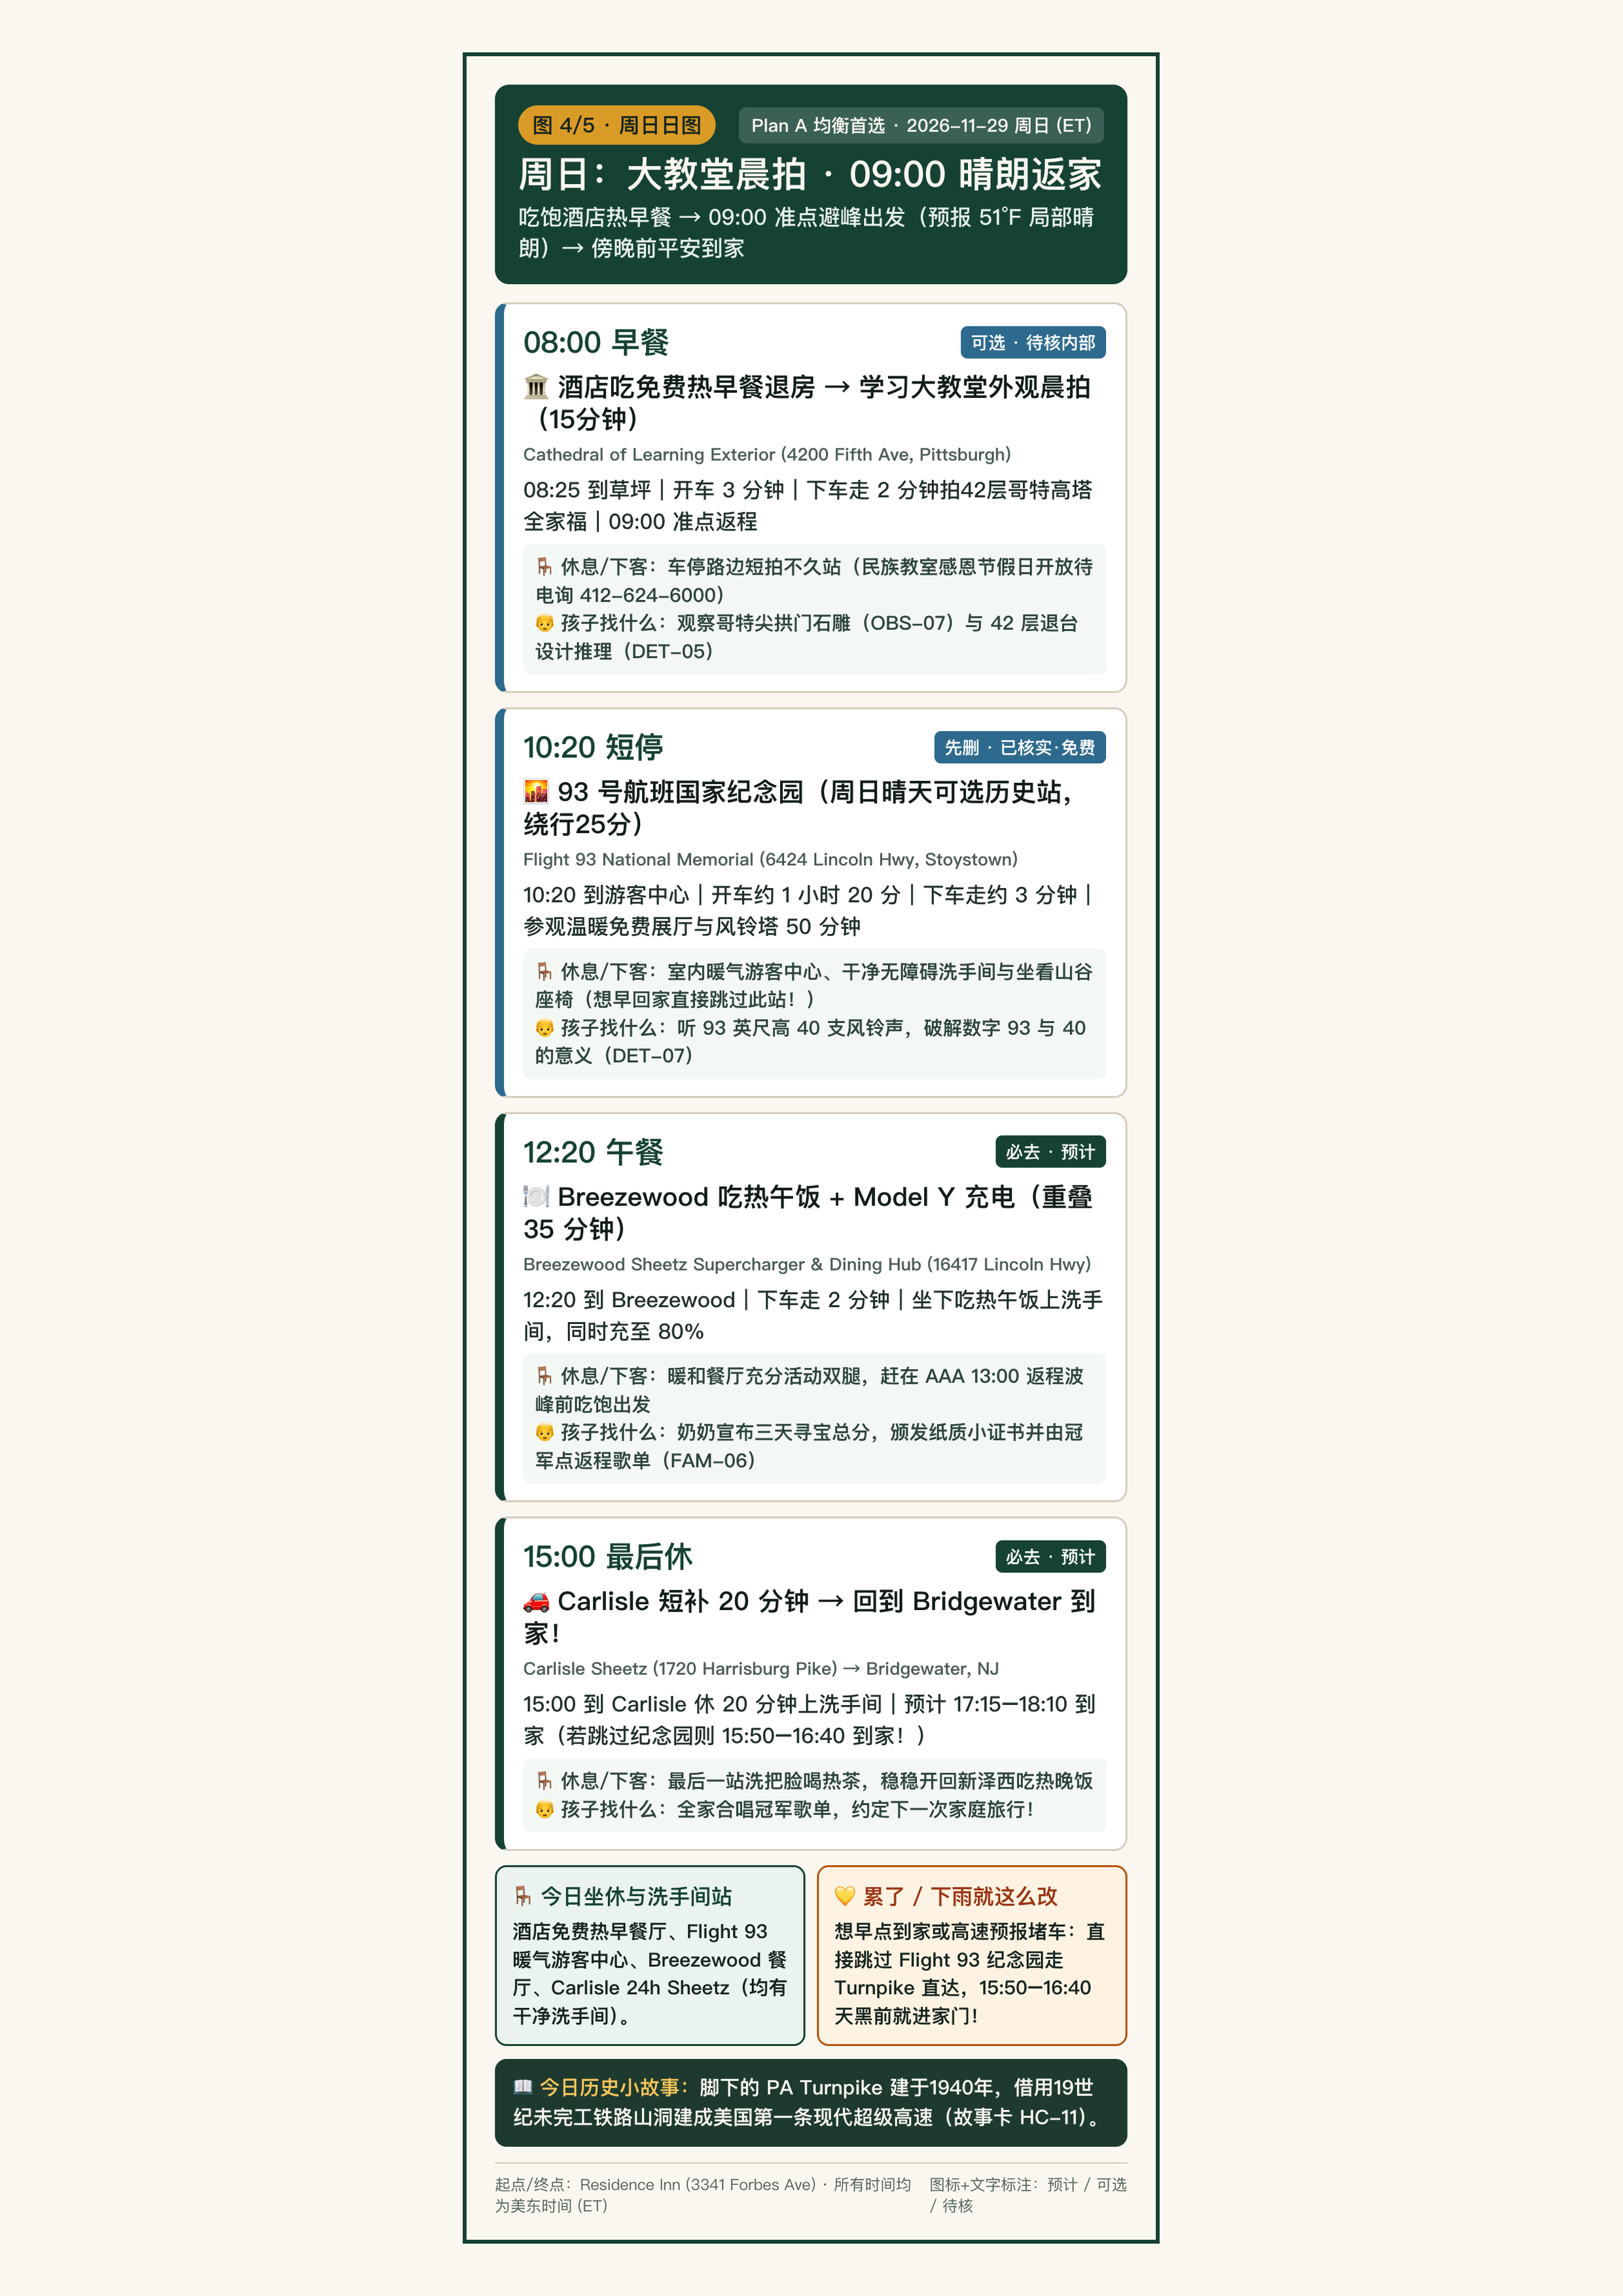 图 4/5 · 周日日图
Plan A 均衡首选 · 2026-11-29 周日 (ET)
周日：大教堂晨拍 · 09:00 晴朗返家
吃饱酒店热早餐 → 09:00 准点避峰出发（预报 51°F 局部晴
朗）→ 傍晚前平安到家
08:00 早餐
可选 · 待核内部
🏛️ 酒店吃免费热早餐退房 → 学习大教堂外观晨拍
（15分钟）
Cathedral of Learning Exterior (4200 Fifth Ave, Pittsburgh)
08:25 到草坪｜开车 3 分钟｜下车走 2 分钟拍42层哥特高塔
全家福｜09:00 准点返程
🪑 休息/下客：车停路边短拍不久站（民族教室感恩节假日开放待
电询 412-624-6000）
👦 孩子找什么：观察哥特尖拱门石雕（OBS-07）与 42 层退台
设计推理（DET-05）
10:20 短停
先删 · 已核实·免费
🌇 93 号航班国家纪念园（周日晴天可选历史站，
绕行25分）
Flight 93 National Memorial (6424 Lincoln Hwy, Stoystown)
10:20 到游客中心｜开车约 1 小时 20 分｜下车走约 3 分钟｜
参观温暖免费展厅与风铃塔 50 分钟
🪑 休息/下客：室内暖气游客中心、干净无障碍洗手间与坐看山谷
座椅（想早回家直接跳过此站！）
👦 孩子找什么：听 93 英尺高 40 支风铃声，破解数字 93 与 40
的意义（DET-07）
12:20 午餐
必去 · 预计
🍽️ Breezewood 吃热午饭 + Model Y 充电（重叠
35 分钟）
Breezewood Sheetz Supercharger & Dining Hub (16417 Lincoln Hwy)
12:20 到 Breezewood｜下车走 2 分钟｜坐下吃热午饭上洗手
间，同时充至 80%
🪑 休息/下客：暖和餐厅充分活动双腿，赶在 AAA 13:00 返程波
峰前吃饱出发
👦 孩子找什么：奶奶宣布三天寻宝总分，颁发纸质小证书并由冠
军点返程歌单（FAM-06）
15:00 最后休
必去 · 预计
🚗 Carlisle 短补 20 分钟 → 回到 Bridgewater 到
家！
Carlisle Sheetz (1720 Harrisburg Pike) → Bridgewater, NJ
15:00 到 Carlisle 休 20 分钟上洗手间｜预计 17:15—18:10 到
家（若跳过纪念园则 15:50—16:40 到家！）
🪑 休息/下客：最后一站洗把脸喝热茶，稳稳开回新泽西吃热晚饭
👦 孩子找什么：全家合唱冠军歌单，约定下一次家庭旅行！
🪑 今日坐休与洗手间站
酒店免费热早餐厅、Flight 93
暖气游客中心、Breezewood 餐
厅、Carlisle 24h Sheetz（均有
干净洗手间）。
💛 累了 / 下雨就这么改
想早点到家或高速预报堵车：直
接跳过 Flight 93 纪念园走
Turnpike 直达，15:50—16:40
天黑前就进家门！
📖 今日历史小故事：脚下的 PA Turnpike 建于1940年，借用19世
纪未完工铁路山洞建成美国第一条现代超级高速（故事卡 HC-11）。
起点/终点：Residence Inn (3341 Forbes Ave) · 所有时间均
为美东时间 (ET)
图标+文字标注：预计 / 可选
/ 待核